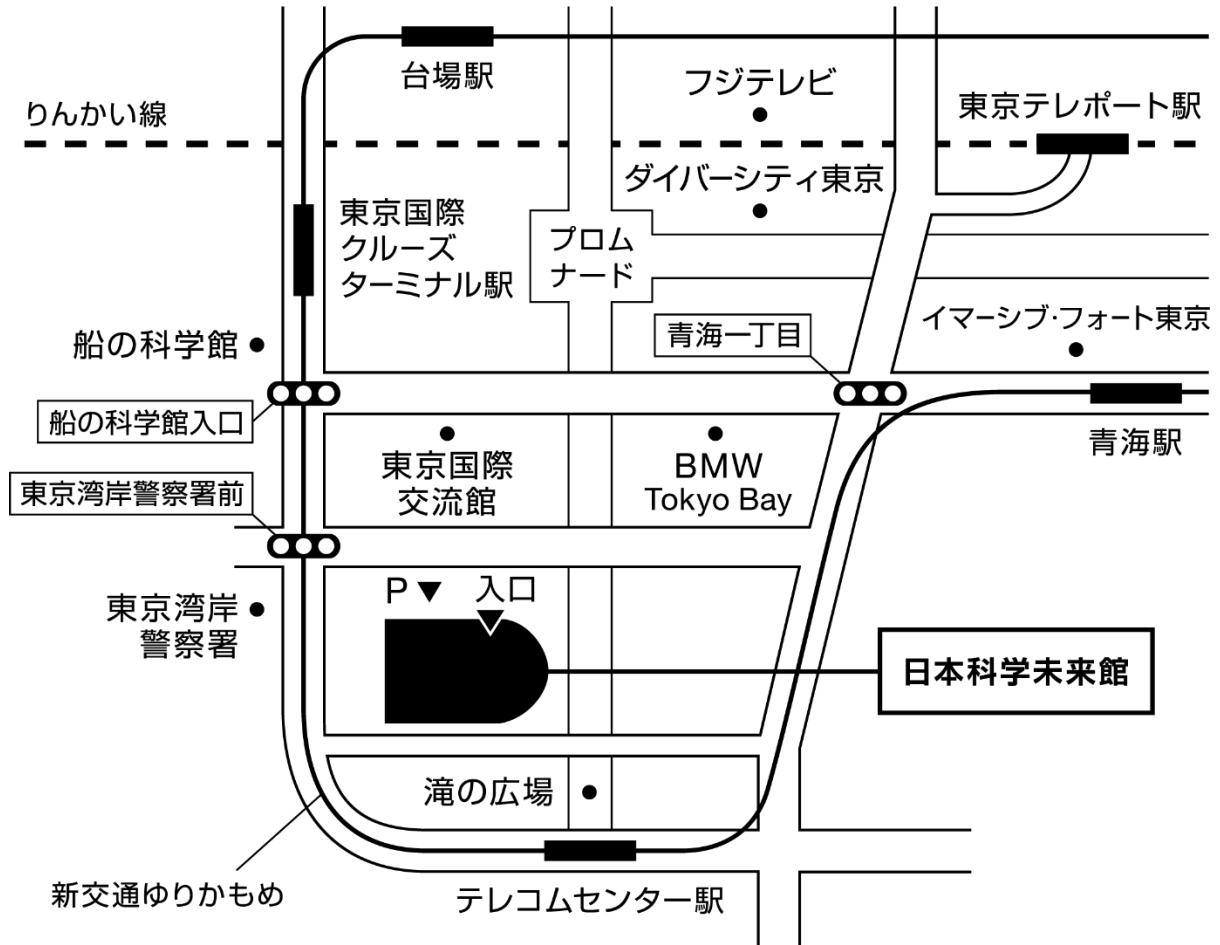 台場駅
フジテレビ
りんかい線
東京テレポート駅
ダイバーシティ東京
東京国際
クルーズ
ターミナル駅
プロム
ナード
イマーシブ・フォート東京
青海一丁目
船の科学館
船の科学館入口
青海駅
東京国際
交流館
BMW
Tokyo Bay
東京湾岸警察署前
P
入口
東京湾岸
警察署
日本科学未来館
滝の広場
新交通ゆりかもめ
テレコムセンター駅